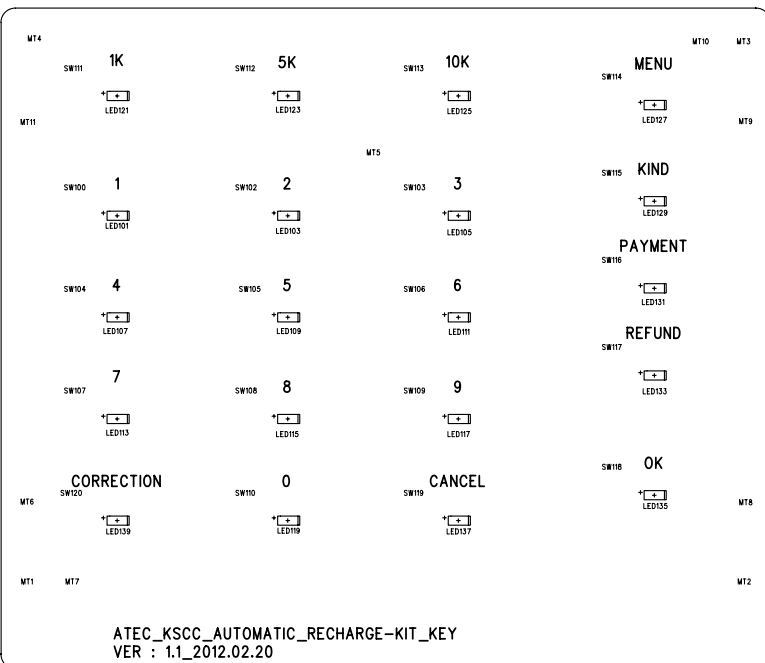 MT4
MT10 MT3
SW111 1K
SW112 5K
SW113 10K
SW114 MENU
LED121
LED123
LED125
LED127
MT11
MT9
MT5
SW115 KIND
SW100 1
SW102 2
SW103 3
LED101
LED103
LED105
LED129
PAYMENT
SW116
SW104 4
SW105 5
SW106 6
LED107
LED109
LED111
LED131
REFUND
SW117
SW107 7
SW108 8
SW109 9
LED133
LED113
LED115
LED117
SW118 OK
CORRECTION
SW120
SW110 0
CANCEL
SW119
MT6
LED135
MT8
LED139
LED119
LED137
MT1 MT7
MT2
ATEC_KSCC_AUTOMATIC_RECHARGE-KIT_KEY
VER : 1.1_2012.02.20